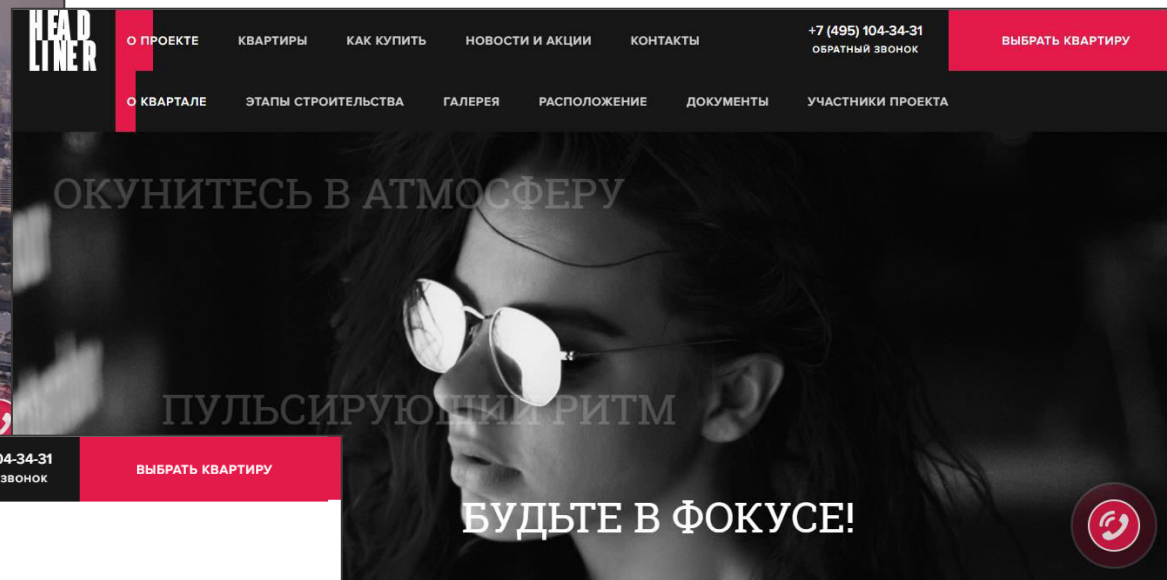 HEAD
LINER
О ПРОЕКТЕ КВАРТИРЫ КАК КУПИТЬ НОВОСТИ И АКЦИИ КОНТАКТЫ
+7 (495) 104-34-31
ОБРАТНЫЙ ЗВОНОК
ВЫБРАТЬ КВАРТИРУ
О КВАРТАЛЕ ЭТАПЫ СТРОИТЕЛЬСТВА ГАЛЕРЕЯ РАСПОЛОЖЕНИЕ ДОКУМЕНТЫ УЧАСТНИКИ ПРОЕКТА
ОКУНИТЕСЬ В АТМОСФЕРУ
ПУЛЬСИРУЮЩИЙ РИТМ
04-34-31
ЗВОНОК
ВЫБРАТЬ КВАРТИРУ
БУДЬТЕ В ФОКУСЕ!